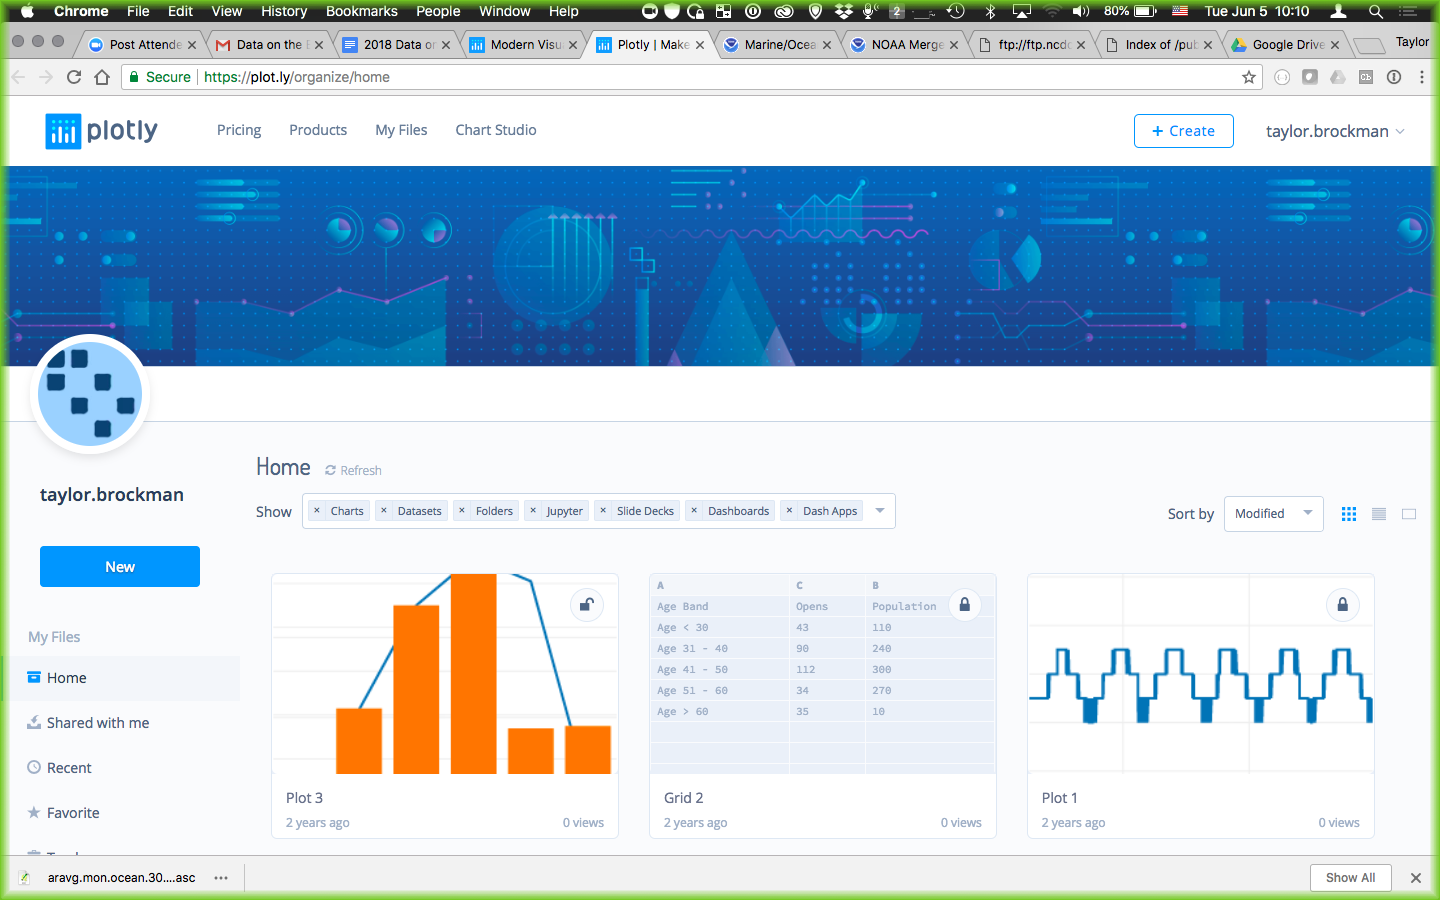 Chrome File Edit View History Bookmarks People Window Help 2 80% Tue Jun 5 10:10
Post Attende Data on the E 2018 Data or Modern Visu Plotly | Make Marine/Ocea NOAA Merge ftp://ftp.ncdc Index of /pub Google Drive Taylor
Secure https://plot.ly/organize/home
plotly Pricing Products My Files Chart Studio + Create taylor.brockman
Home Refresh
taylor.brockman
Show × Charts × Datasets × Folders × Jupyter × Slide Decks × Dashboards × Dash Apps Sort by Modified
New
My Files
Home
Shared with me
Recent
Favorite
A C B
Age Band Opens Population
Age < 30 43 110
Age 31 - 40 90 240
Age 41 - 50 112 300
Age 51 - 60 34 270
Age > 60 35 10
Plot 3 Grid 2 Plot 1
2 years ago 0 views 2 years ago 0 views 2 years ago 0 views
aravg.mon.ocean.30....asc Show All